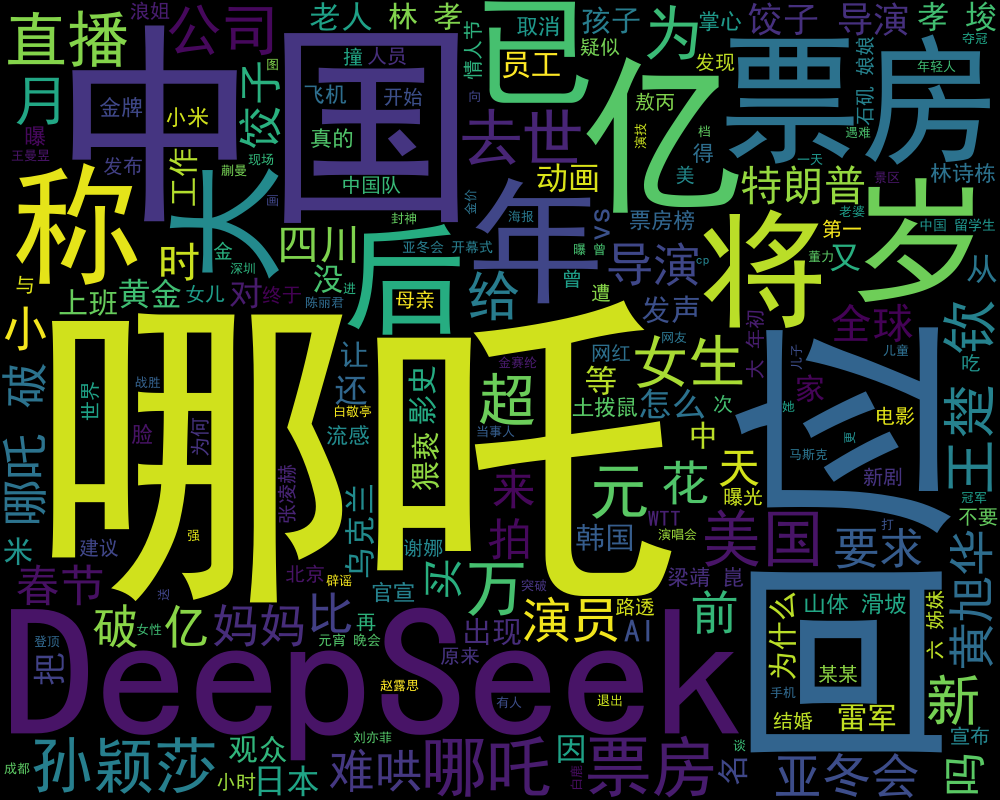 浪姐
老人
林 孝
取消
孩子
掌心
饺子 导演
孝 埈
夺冠
直播
公司
中国
已
为
票房
情人节
员工
疑似
发现
年轻人
撞 人员
图
月
金牌
小米
飞机
开始
亿
敖丙
石矶 娘娘
曝
王曼昱
发布
饺子
真的
去世
向
演技
档
得
遇难
工作
现场
蒯曼
中国队
动画
美
特朗普
一天
景区
林诗栋
称
大
画
封神
年
金价
海报
vs
票房榜
将
老婆
岁
中国 留学生
第一
与
时
金
四川
后
亚冬会 开幕式
导演
曝 曾
cp
董力
又
从
深圳
没
进
小
上班
黄金
女儿
对
终于
陈丽君
母亲
给
曾
遭
发声
大 年初
全球
钦
哪吒
让
网红
网友
女生
儿子
儿童
破
世界
战胜
还
影史
超
金赛纶
等
怎么
次
家
她
吃
脸
为何
白敬亭
流感
土拨鼠
中
电影
王楚
哪吒
猥亵
当事人
更
马斯克
张凌赫
来
元
花
天
曝光
新剧
冠军
不要
米
建议
强
乌克兰
谢娜
拍
韩国
WTT
演唱会
美国
要求
打
北京
辟谣
官宣
买
万
突破
梁靖 崑
春节
拟
破
女性
亿
妈妈
比
再
元宵 晚会
出现
演员
路透
AI
前
为什么
山体 滑坡
六 姊妹
黄旭华
回
登顶
把
DeepSeek
赵露思
原来
有人
退出
某某
手机
结婚
雷军
新
成都
孙颖莎
观众
刘亦菲
小时
日本
难哄
哪吒
因
白鹿
票房
谈
名
亚冬会
宣布
吗